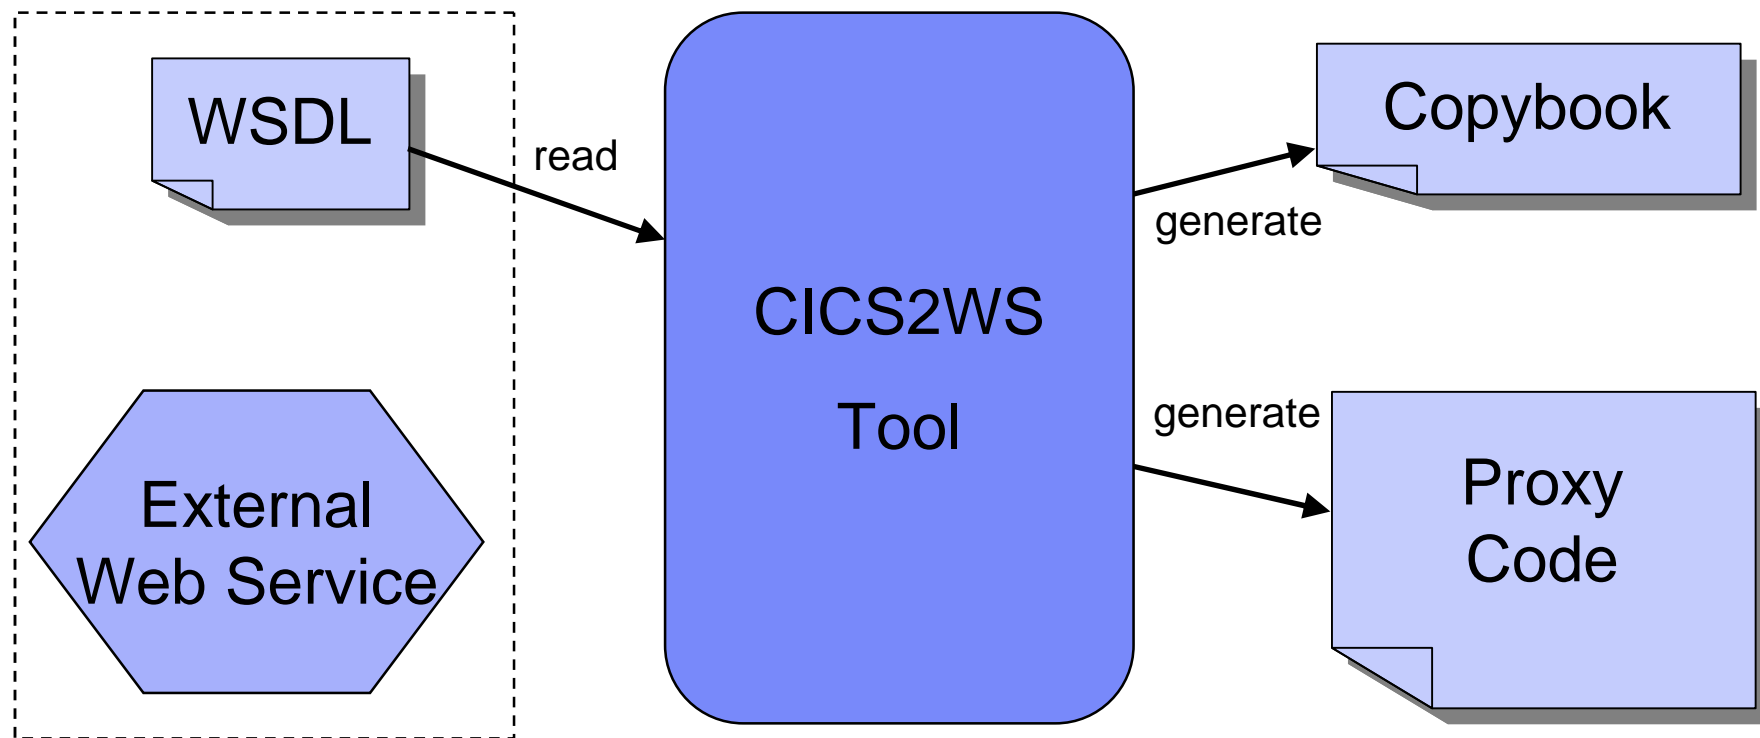 WSDL
read
External
Web Service
CICS2WS
Tool
generate
Copybook
generate
Proxy
Code